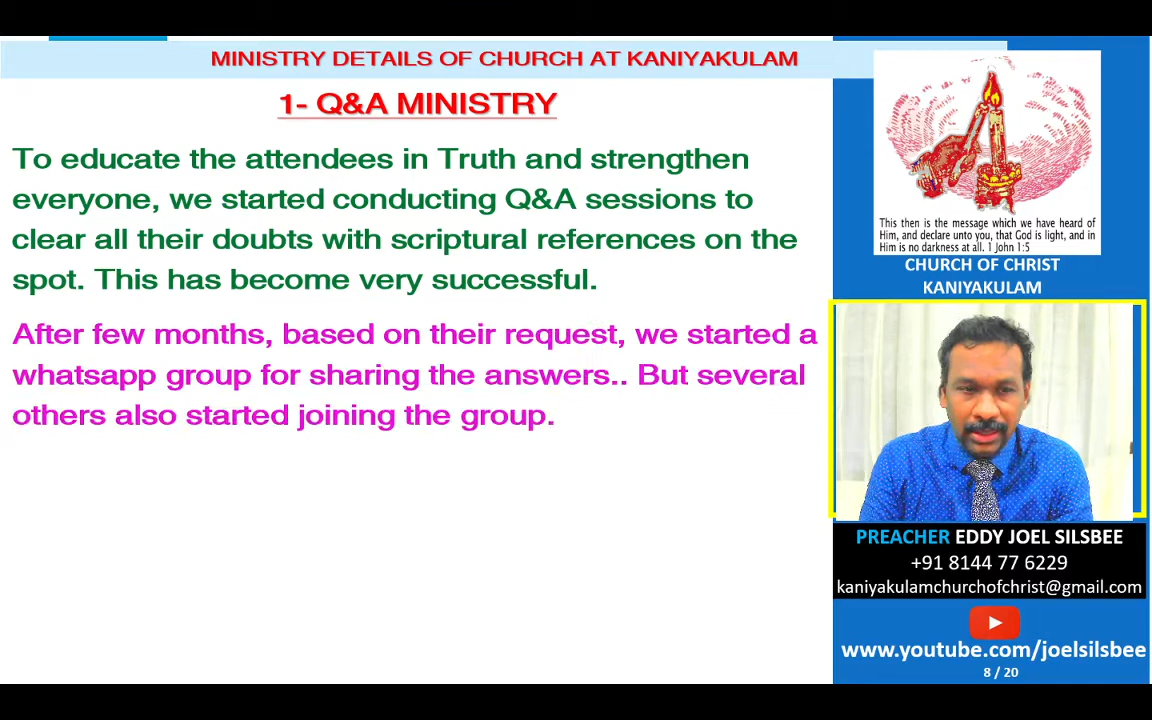 MINISTRY DETAILS OF CHURCH AT KANIYAKULAM
1- Q&A MINISTRY
To educate the attendees in Truth and strengthen
everyone, we started conducting Q&A sessions to
clear all their doubts with scriptural references on the
spot. This has become very successful.
After few months, based on their request, we started a
whatsapp group for sharing the answers.. But several
others also started joining the group.
This then is the message which we have heard of
Him, and declare unto you, that God is light, and in
Him is no darkness at all. 1 John 1:5
CHURCH OF CHRIST
KANIYAKULAM
PREACHER EDDY JOEL SILSBEE
+91 8144 77 6229
kaniyakulamchurchofchrist@gmail.com
www.youtube.com/joelsilsbee
8 / 20